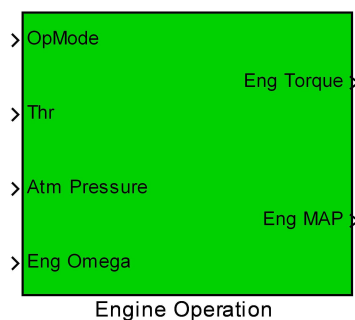 OpMode
Eng Torque
Thr
Atm Pressure
Eng MAP
Eng Omega
Engine Operation